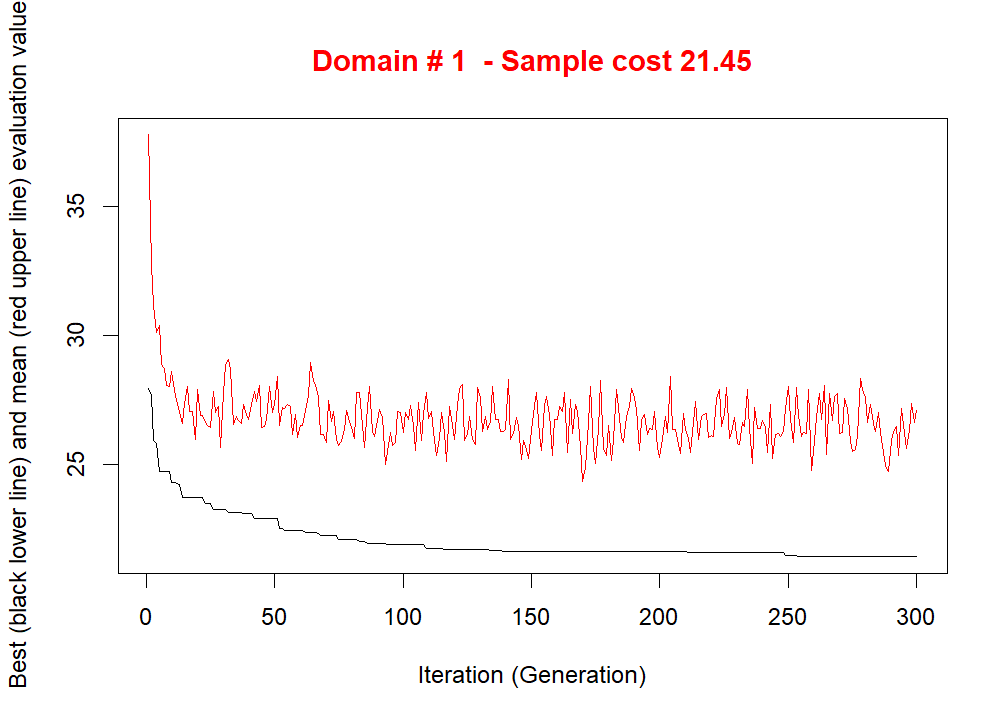 Domain # 1  - Sample cost 21.45
Best (black lower line) and mean (red upper line) evaluation value
35
30
25
0 50 100 150 200 250 300
Iteration (Generation)